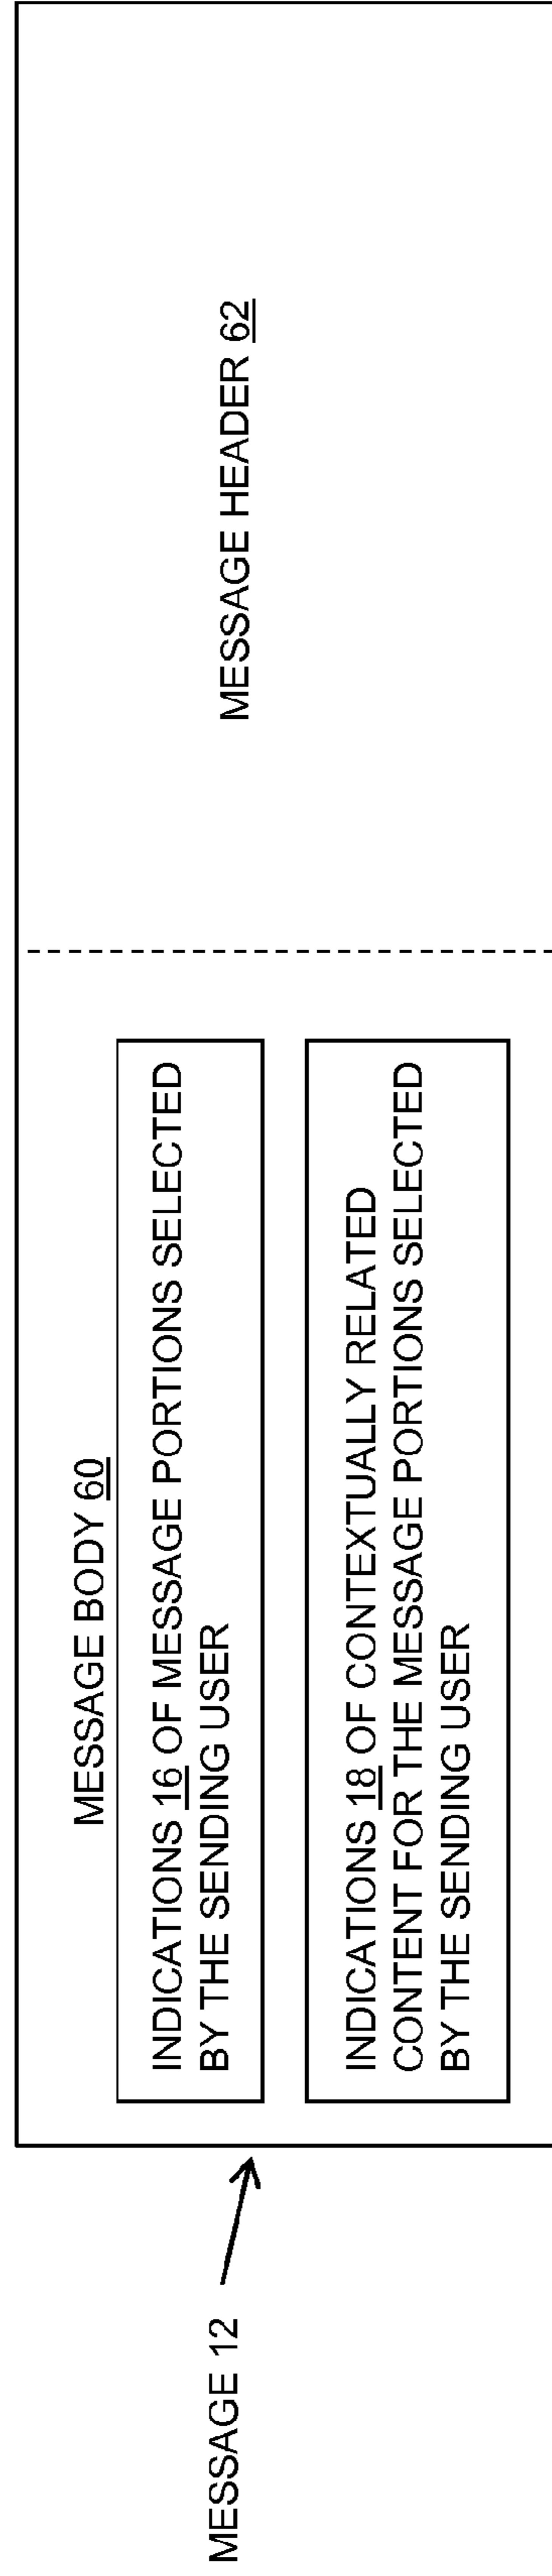 MESSAGE 12
MESSAGE BODY 60
INDICATIONS 16 OF MESSAGE PORTIONS SELECTED
BY THE SENDING USER
INDICATIONS 18 OF CONTEXTUALLY RELATED
CONTENT FOR THE MESSAGE PORTIONS SELECTED
BY THE SENDING USER
MESSAGE HEADER 62